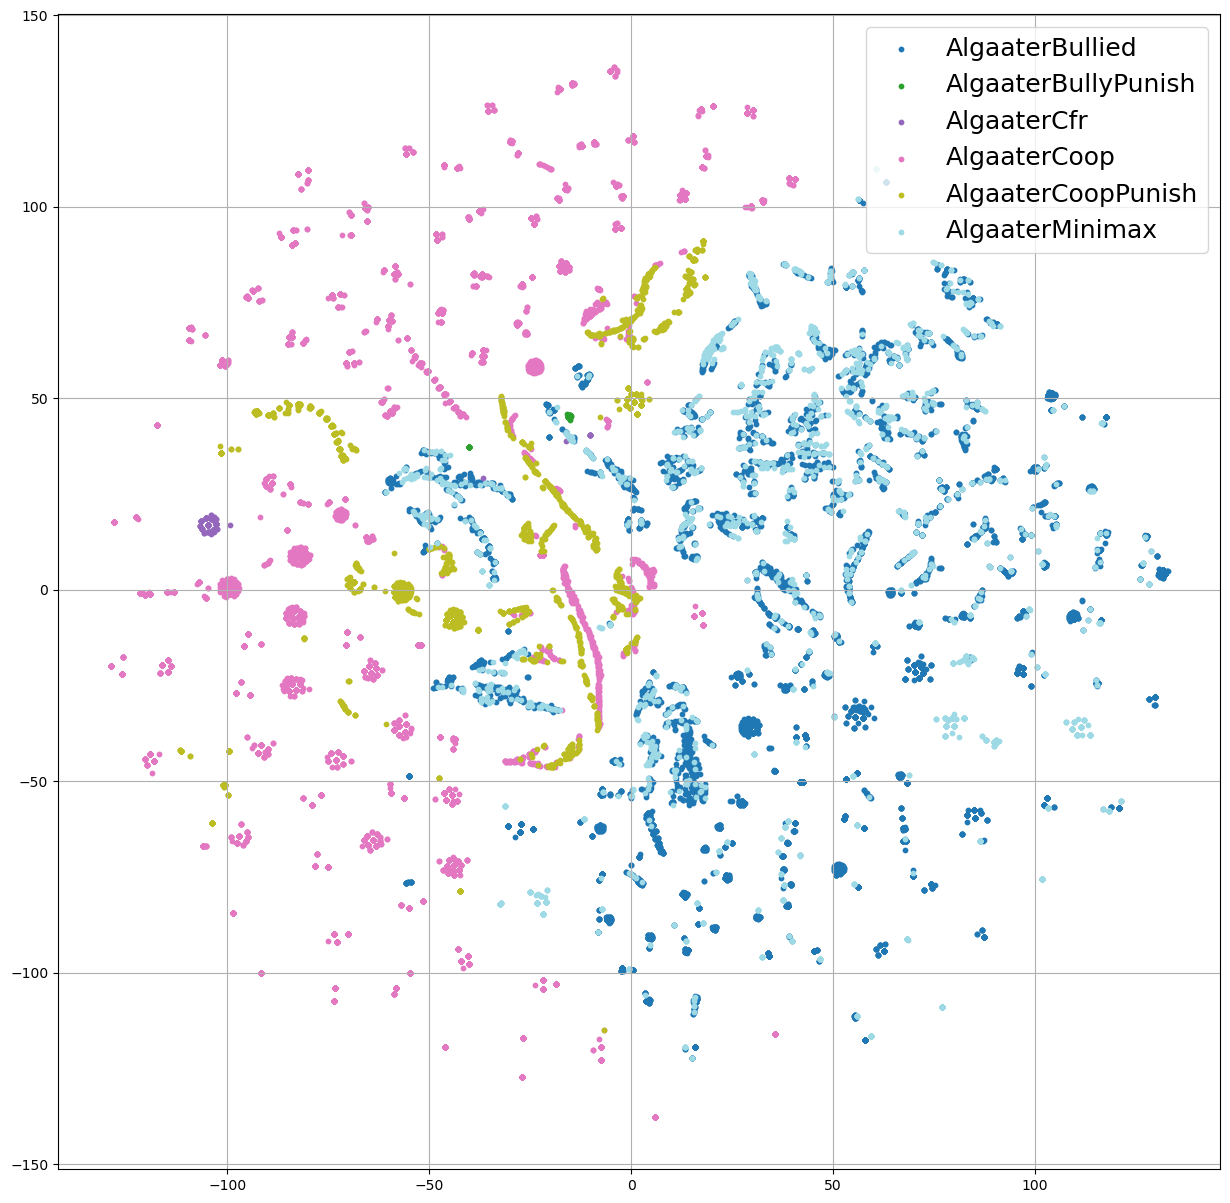 AlgaaterBullied
AlgaaterBullyPunish
AlgaaterCfr
AlgaaterCoop
AlgaaterCoopPunish
AlgaaterMinimax
150
100
50
0
−50
−100
−150
−100 −50 0 50 100